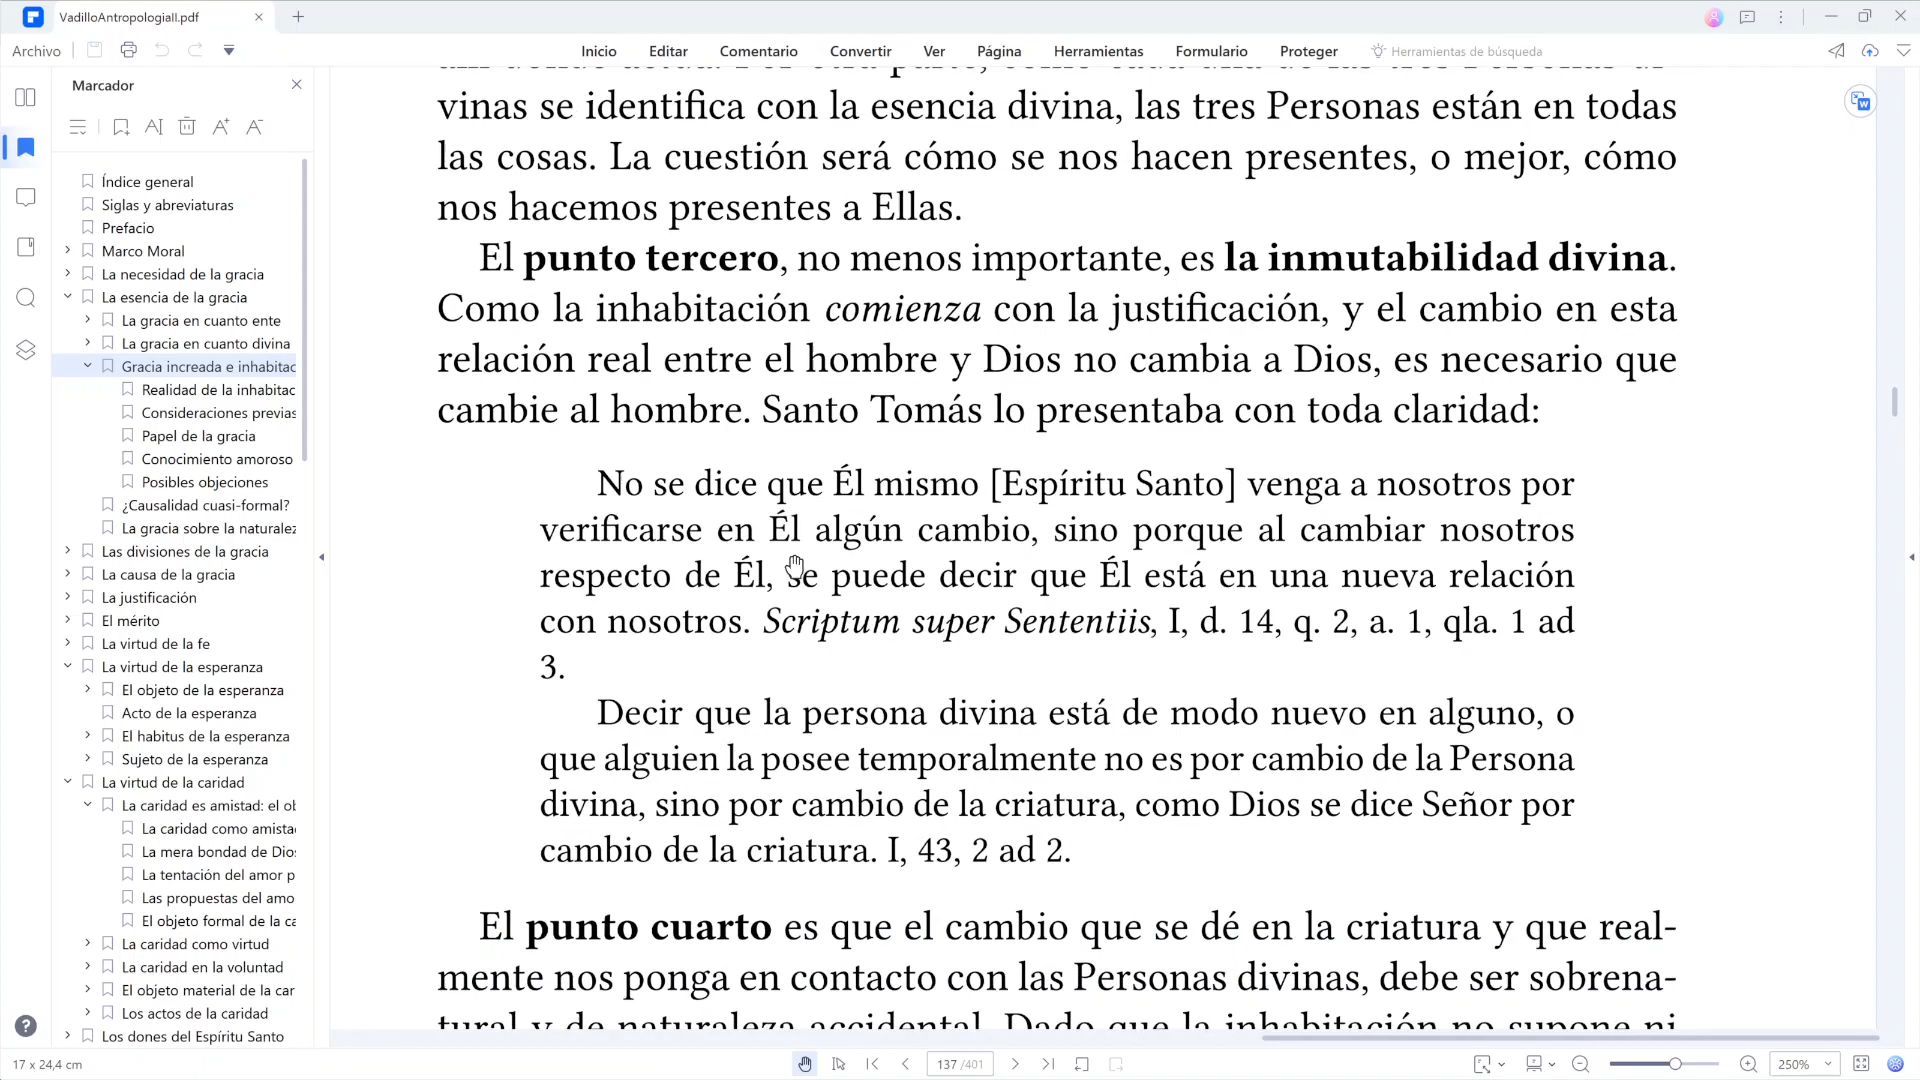 VadilloAntropologiaII.pdf
Archivo
Inicio
Editar
Comentario
Convertir
Ver
Página
Herramientas
Formulario
Proteger
Herramientas de búsqueda
Marcador
Índice general
Siglas y abreviaturas
Prefacio
Marco Moral
La necesidad de la gracia
La esencia de la gracia
La gracia en cuanto ente
La gracia en cuanto divina
Gracia increada e inhabitac
Realidad de la inhabitac
Consideraciones previas
Papel de la gracia
Conocimiento amoroso
Posibles objeciones
¿Causalidad cuasi-formal?
La gracia sobre la naturalez
Las divisiones de la gracia
La causa de la gracia
La justificación
El mérito
La virtud de la fe
La virtud de la esperanza
El objeto de la esperanza
Acto de la esperanza
El habitus de la esperanza
Sujeto de la esperanza
La virtud de la caridad
La caridad es amistad: el ob
La caridad como amista
La mera bondad de Dio
La tentación del amor p
Las propuestas del amo
El objeto formal de la ca
La caridad como virtud
La caridad en la voluntad
El objeto material de la car
Los actos de la caridad
Los dones del Espíritu Santo
vinas se identifica con la esencia divina, las tres Personas están en todas
las cosas. La cuestión será cómo se nos hacen presentes, o mejor, cómo
nos hacemos presentes a Ellas.
El punto tercero, no menos importante, es la inmutabilidad divina.
Como la inhabitación comienza con la justificación, y el cambio en esta
relación real entre el hombre y Dios no cambia a Dios, es necesario que
cambie al hombre. Santo Tomás lo presentaba con toda claridad:
No se dice que Él mismo [Espíritu Santo] venga a nosotros por
verificarse en Él algún cambio, sino porque al cambiar nosotros
respecto de Él, se puede decir que Él está en una nueva relación
con nosotros. Scriptum super Sententiis, I, d. 14, q. 2, a. 1, qla. 1 ad
3.
Decir que la persona divina está de modo nuevo en alguno, o
que alguien la posee temporalmente no es por cambio de la Persona
divina, sino por cambio de la criatura, como Dios se dice Señor por
cambio de la criatura. I, 43, 2 ad 2.
El punto cuarto es que el cambio que se dé en la criatura y que real-
mente nos ponga en contacto con las Personas divinas, debe ser sobrena-
tural y de naturaleza accidental. Dado que la inhabitación no supone ni
17 x 24,4 cm
137 /401
250%